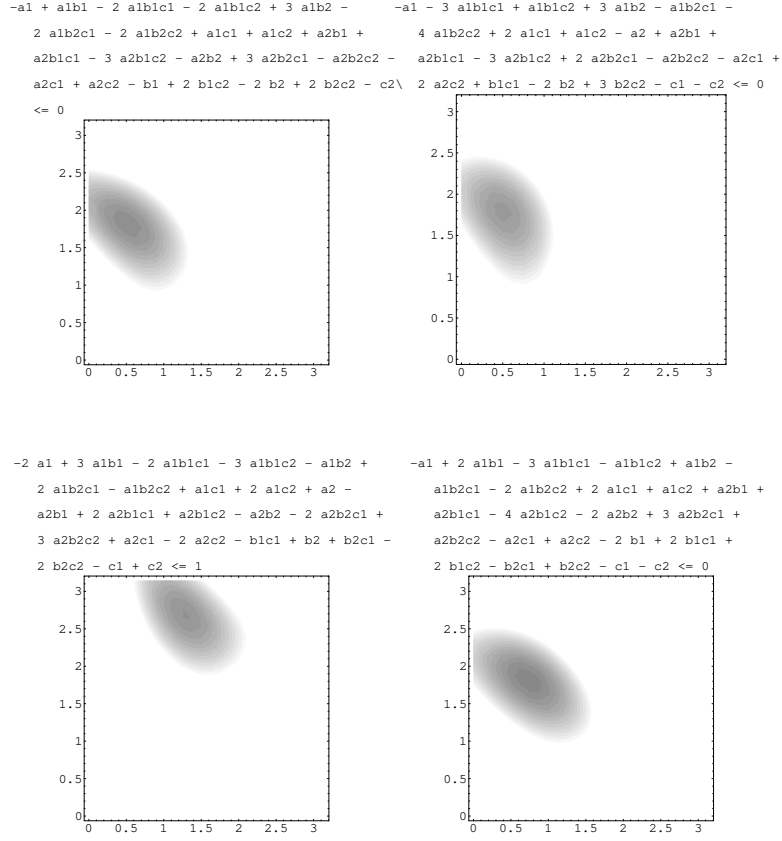 -a1 + a1b1 - 2 a1b1c1 - 2 a1b1c2 + 3 a1b2 -
2 a1b2c1 - 2 a1b2c2 + a1c1 + a1c2 + a2b1 +
a2b1c1 - 3 a2b1c2 - a2b2 + 3 a2b2c1 - a2b2c2 -
a2c1 + a2c2 - b1 + 2 b1c2 - 2 b2 + 2 b2c2 - c2\
<= 0
3
2.5
2
1.5
1
0.5
0
0 0.5 1 1.5 2 2.5 3
-a1 - 3 a1b1c1 + a1b1c2 + 3 a1b2 - a1b2c1 -
4 a1b2c2 + 2 a1c1 + a1c2 - a2 + a2b1 +
a2b1c1 - 3 a2b1c2 + 2 a2b2c1 - a2b2c2 - a2c1 +
2 a2c2 + b1c1 - 2 b2 + 3 b2c2 - c1 - c2 <= 0
3
2.5
2
1.5
1
0.5
0
0 0.5 1 1.5 2 2.5 3
-2 a1 + 3 a1b1 - 2 a1b1c1 - 3 a1b1c2 - a1b2 +
2 a1b2c1 - a1b2c2 + a1c1 + 2 a1c2 + a2 -
a2b1 + 2 a2b1c1 + a2b1c2 - a2b2 - 2 a2b2c1 +
3 a2b2c2 + a2c1 - 2 a2c2 - b1c1 + b2 + b2c1 -
2 b2c2 - c1 + c2 <= 1
3
2.5
2
1.5
1
0.5
0
0 0.5 1 1.5 2 2.5 3
-a1 + 2 a1b1 - 3 a1b1c1 - a1b1c2 + a1b2 -
a1b2c1 - 2 a1b2c2 + 2 a1c1 + a1c2 + a2b1 +
a2b1c1 - 4 a2b1c2 - 2 a2b2 + 3 a2b2c1 +
a2b2c2 - a2c1 + a2c2 - 2 b1 + 2 b1c1 +
2 b1c2 - b2c1 + b2c2 - c1 - c2 <= 0
3
2.5
2
1.5
1
0.5
0
0 0.5 1 1.5 2 2.5 3